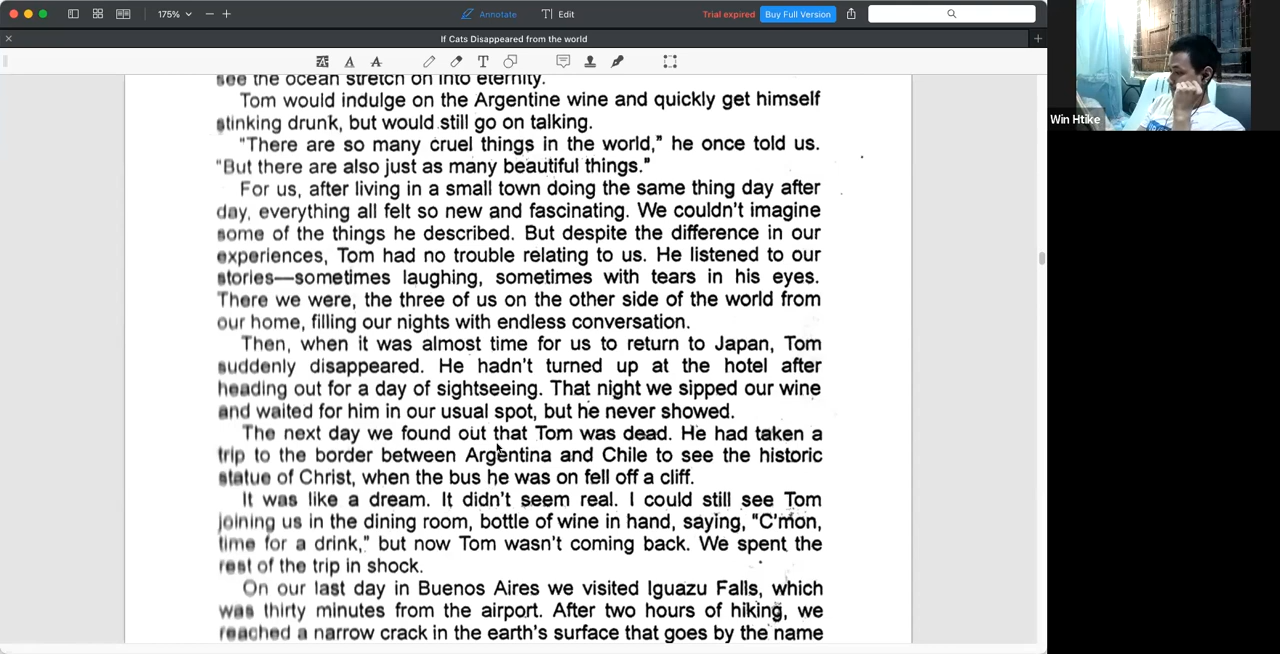 175%
Annotate
Edit
Trial expired
Buy Full Version
If Cats Disappeared from the world
see the ocean stretch on into eternity.
Tom would indulge on the Argentine wine and quickly get himself
stinking drunk, but would still go on talking.
"There are so many cruel things in the world," he once told us.
"But there are also just as many beautiful things."
For us, after living in a small town doing the same thing day after
day, everything all felt so new and fascinating. We couldn't imagine
some of the things he described. But despite the difference in our
experiences, Tom had no trouble relating to us. He listened to our
stories—sometimes laughing, sometimes with tears in his eyes.
There we were, the three of us on the other side of the world from
our home, filling our nights with endless conversation.
Then, when it was almost time for us to return to Japan, Tom
suddenly disappeared. He hadn't turned up at the hotel after
heading out for a day of sightseeing. That night we sipped our wine
and waited for him in our usual spot, but he never showed.
The next day we found out that Tom was dead. He had taken a
trip to the border between Argentina and Chile to see the historic
statue of Christ, when the bus he was on fell off a cliff.
It was like a dream. It didn't seem real. I could still see Tom
joining us in the dining room, bottle of wine in hand, saying, "C'mon,
time for a drink," but now Tom wasn't coming back. We spent the
rest of the trip in shock.
On our last day in Buenos Aires we visited Iguazu Falls, which
was thirty minutes from the airport. After two hours of hiking, we
reached a narrow crack in the earth's surface that goes by the name
Win Htike